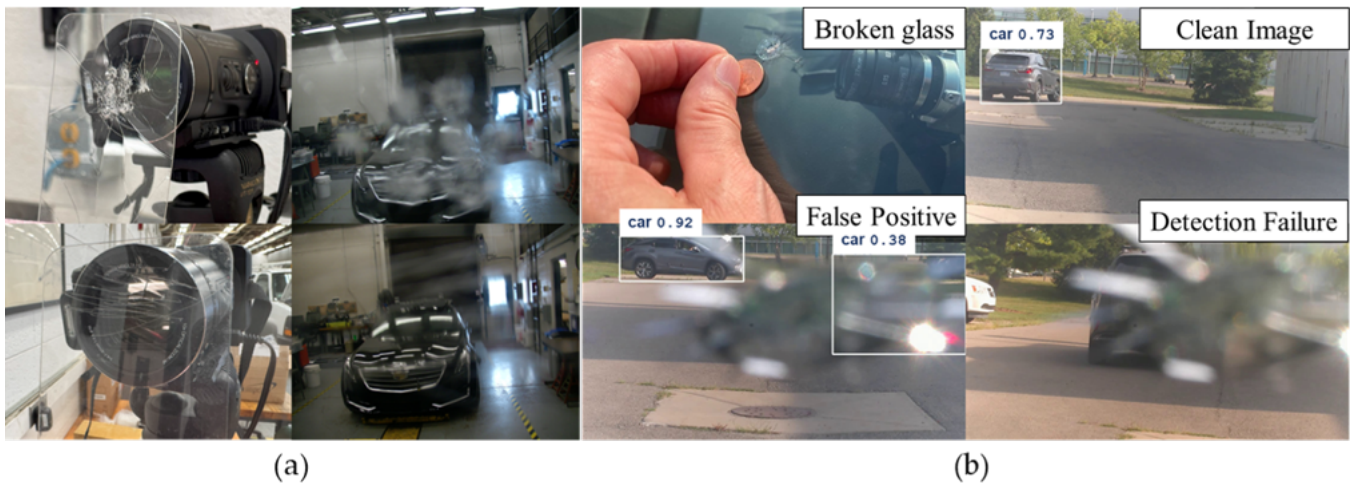 Broken glass
Clean Image
car 0.73
car 0.92
False Positive
car 0.38
Detection Failure
(a)
(b)